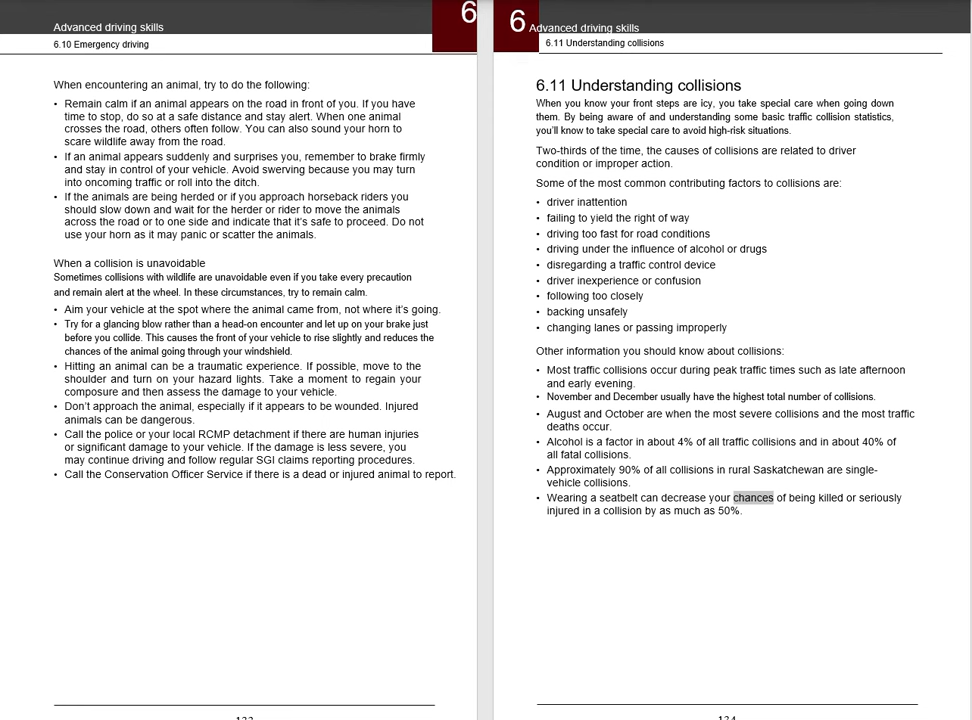 6
Advanced driving skills
6.10 Emergency driving
When encountering an animal, try to do the following:
• Remain calm if an animal appears on the road in front of you. If you have
time to stop, do so at a safe distance and stay alert. When one animal
crosses the road, others often follow. You can also sound your horn to
scare wildlife away from the road.
• If an animal appears suddenly and surprises you, remember to brake firmly
and stay in control of your vehicle. Avoid swerving because you may turn
into oncoming traffic or roll into the ditch.
• If the animals are being herded or if you approach horseback riders you
should slow down and wait for the herder or rider to move the animals
across the road or to one side and indicate that it's safe to proceed. Do not
use your horn as it may panic or scatter the animals.
When a collision is unavoidable
Sometimes collisions with wildlife are unavoidable even if you take every precaution
and remain alert at the wheel. In these circumstances, try to remain calm.
• Aim your vehicle at the spot where the animal came from, not where it's going.
• Try for a glancing blow rather than a head-on encounter and let up on your brake just
before you collide. This causes the front of your vehicle to rise slightly and reduces the
chances of the animal going through your windshield.
• Hitting an animal can be a traumatic experience. If possible, move to the
shoulder and turn on your hazard lights. Take a moment to regain your
composure and then assess the damage to your vehicle.
• Don't approach the animal, especially if it appears to be wounded. Injured
animals can be dangerous.
• Call the police or your local RCMP detachment if there are human injuries
or significant damage to your vehicle. If the damage is less severe, you
may continue driving and follow regular SGI claims reporting procedures.
• Call the Conservation Officer Service if there is a dead or injured animal to report.
133
6 Advanced driving skills
6.11 Understanding collisions
6.11 Understanding collisions
When you know your front steps are icy, you take special care when going down
them. By being aware of and understanding some basic traffic collision statistics,
you'll know to take special care to avoid high-risk situations.
Two-thirds of the time, the causes of collisions are related to driver
condition or improper action.
Some of the most common contributing factors to collisions are:
• driver inattention
• failing to yield the right of way
• driving too fast for road conditions
• driving under the influence of alcohol or drugs
• disregarding a traffic control device
• driver inexperience or confusion
• following too closely
• backing unsafely
• changing lanes or passing improperly
Other information you should know about collisions:
• Most traffic collisions occur during peak traffic times such as late afternoon
and early evening.
• November and December usually have the highest total number of collisions.
• August and October are when the most severe collisions and the most traffic
deaths occur.
• Alcohol is a factor in about 4% of all traffic collisions and in about 40% of
all fatal collisions.
• Approximately 90% of all collisions in rural Saskatchewan are single-
vehicle collisions.
• Wearing a seatbelt can decrease your chances of being killed or seriously
injured in a collision by as much as 50%.
134